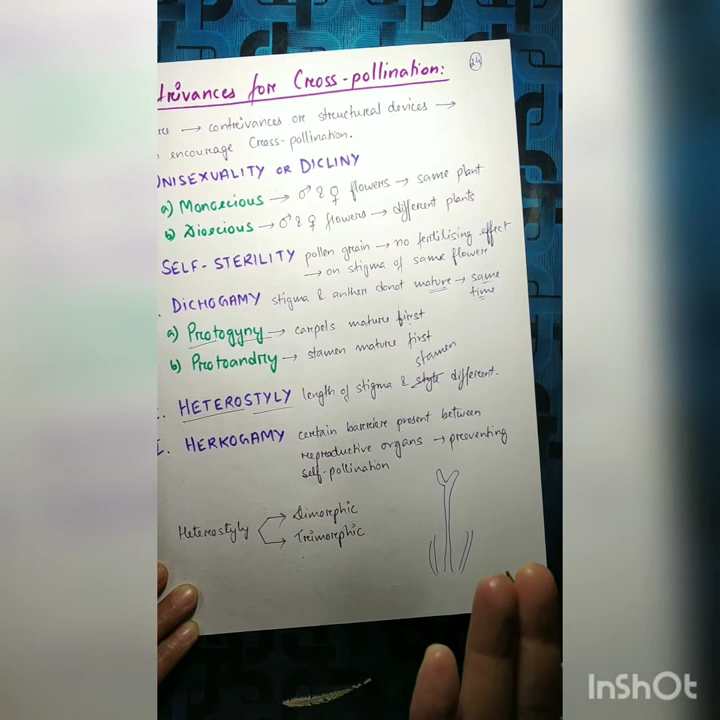 trivances for Cross-pollination:
24
→ contrivances or structural devices →
encourage Cross-pollination.
UNISEXUALITY OR DICLINY
a) Monoecious → ♂ & ♀ flowers → same plant
b) Dioecious → ♂ & ♀ flowers → different plants
SELF-STERILITY pollen grain → no fertilising effect
→ on stigma of same flower
DICHOGAMY stigma & anther donot mature → same
time
a) Protogyny → carpels mature first
b) Protoandry → stamen mature first
stamen
HETEROSTYLY length of stigma & style different.
HERKOGAMY certain barrier present between
reproductive organs → preventing
self-pollination
Heterostyly → Dimorphic
→ Trimorphic
InShOt